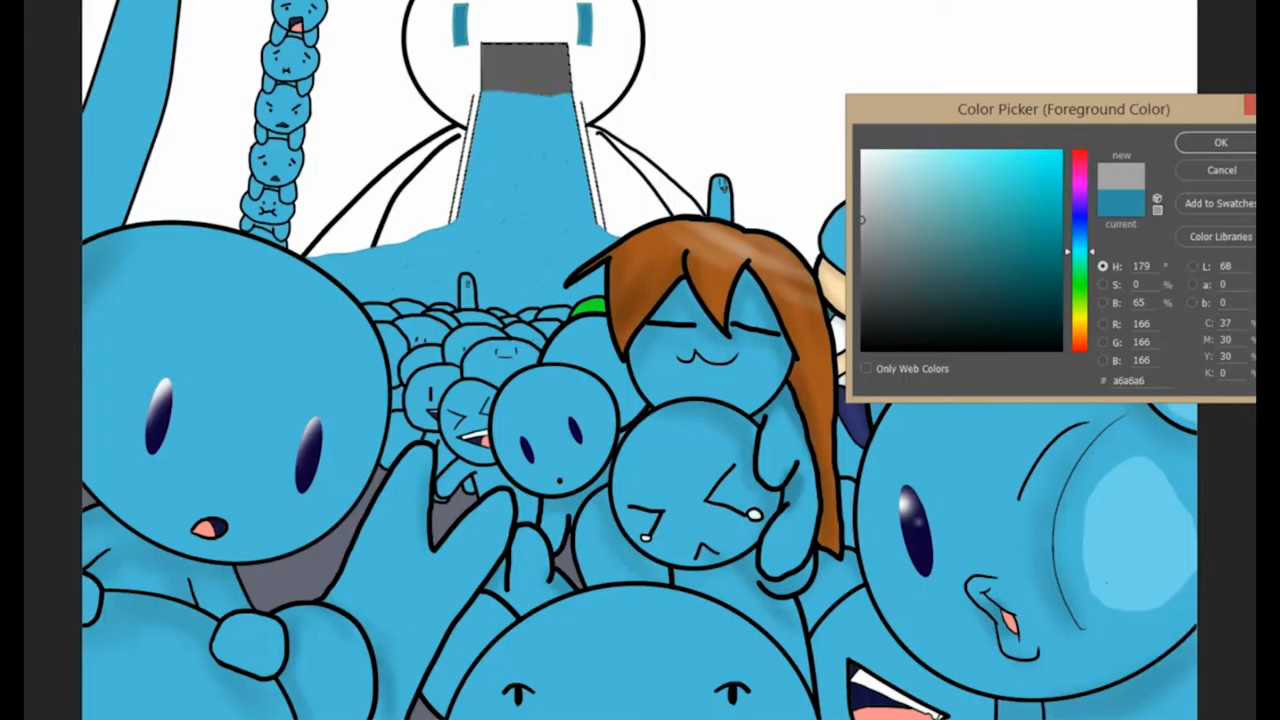 Color Picker (Foreground Color)
new
current
OK
Cancel
Add to Swatches
Color Libraries
H: 179 °
S: 0 %
B: 65 %
R: 166
G: 166
B: 166
# a6a6a6
L: 68
a: 0
b: 0
C: 37 %
M: 30 %
Y: 30 %
K: 0 %
Only Web Colors